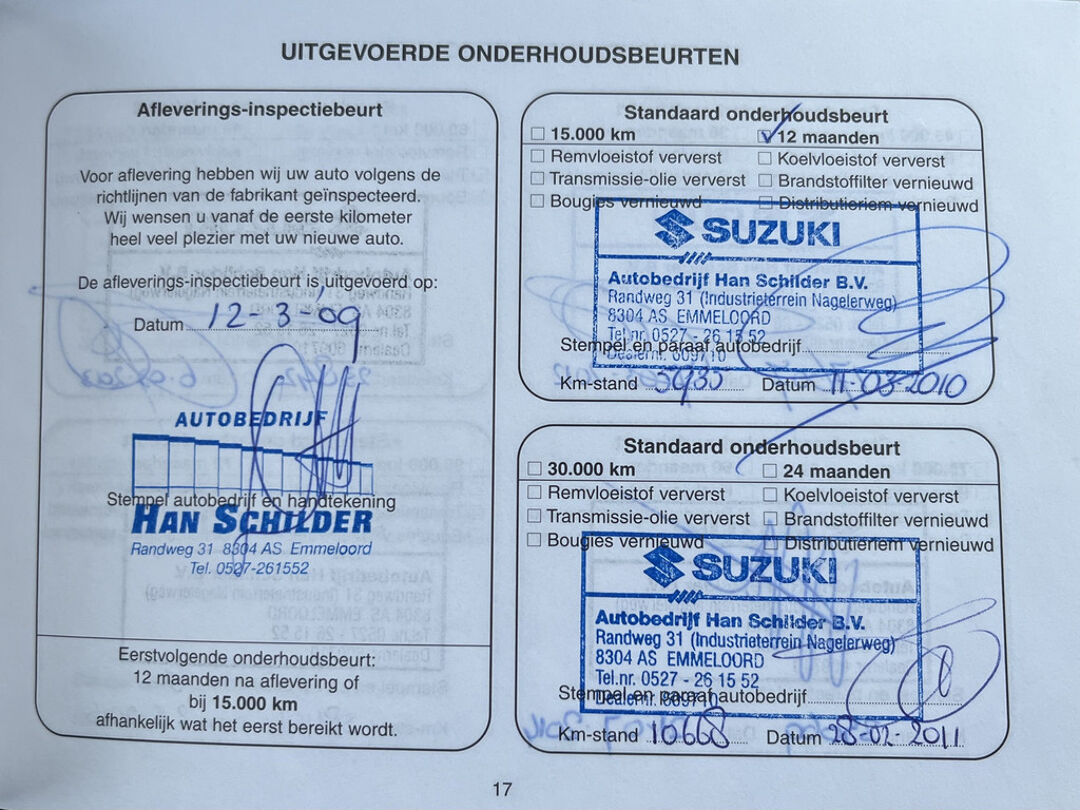 UITGEVOERDE ONDERHOUDSBEURTEN
Afleverings-inspectiebeurt
Voor aflevering hebben wij uw auto volgens de
richtlijnen van de fabrikant geïnspecteerd.
Wij wensen u vanaf de eerste kilometer
heel veel plezier met uw nieuwe auto.
De afleverings-inspectiebeurt is uitgevoerd op:
Datum 12-3-'09
AUTOBEDRIJF
Stempel autobedrijf en handtekening
HAN SCHILDER
Randweg 31 8304 AS Emmeloord
Tel. 0527-261552
Eerstvolgende onderhoudsbeurt:
12 maanden na aflevering of
bij 15.000 km
afhankelijk wat het eerst bereikt wordt.
Standaard onderhoudsbeurt
☐ 15.000 km ☑ 12 maanden
☐ Remvloeistof ververst ☐ Koelvloeistof ververst
☐ Transmissie-olie ververst ☐ Brandstoffilter vernieuwd
☐ Bougies vernieuwd ☐ Distributieriem vernieuwd
SUZUKI
Autobedrijf Han Schilder B.V.
Randweg 31 (Industrieterrein Nagelerweg)
8304 AS EMMELOORD
Tel.nr. 0527 - 26 15 52
Stempel en paraaf autobedrijf
Dealernr. 609710
Km-stand Datum 11-03-2010
Standaard onderhoudsbeurt
☐ 30.000 km ☐ 24 maanden
☐ Remvloeistof ververst ☐ Koelvloeistof ververst
☐ Transmissie-olie ververst ☐ Brandstoffilter vernieuwd
☐ Bougies vernieuwd ☐ Distributieriem vernieuwd
SUZUKI
Autobedrijf Han Schilder B.V.
Randweg 31 (Industrieterrein Nagelerweg)
8304 AS EMMELOORD
Tel.nr. 0527 - 26 15 52
Stempel en paraaf autobedrijf
Dealernr. 609710
Km-stand 10668 Datum 28-02-2011
17